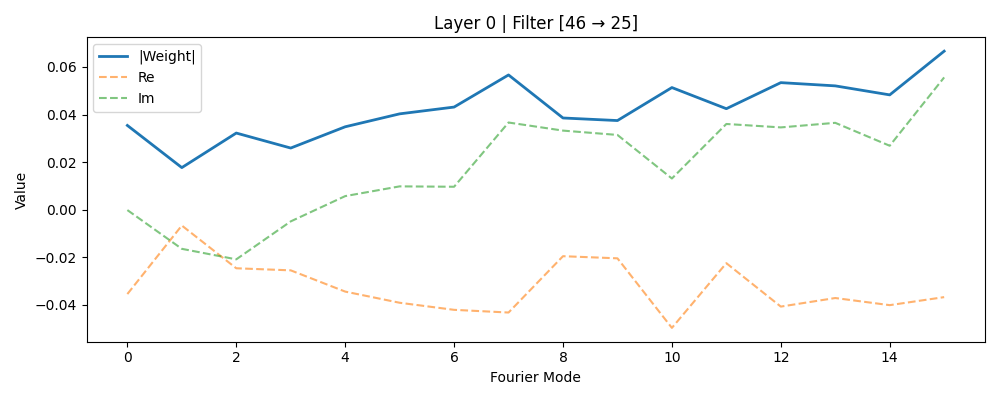 Layer 0 | Filter [46 → 25]
|Weight|
Re
Im
0.06
0.04
0.02
0.00
−0.02
−0.04
Value
0 2 4 6 8 10 12 14
Fourier Mode